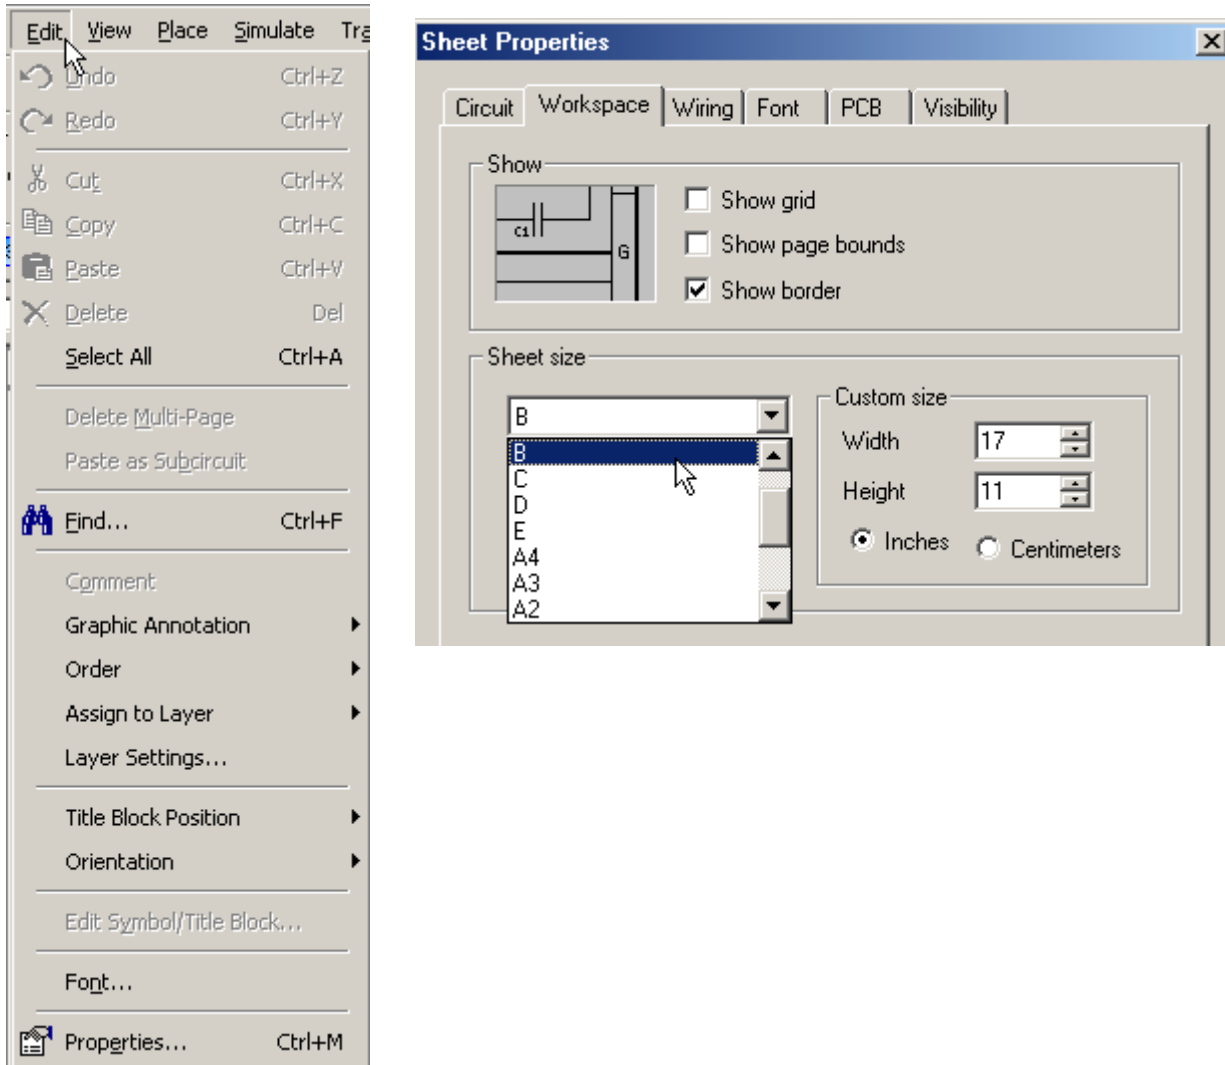 Edit View Place Simulate Tra
Undo Ctrl+Z
Redo Ctrl+Y
Cut Ctrl+X
Copy Ctrl+C
Paste Ctrl+V
Delete Del
Select All Ctrl+A
Delete Multi-Page
Paste as Subcircuit
Find... Ctrl+F
Comment
Graphic Annotation
Order
Assign to Layer
Layer Settings...
Title Block Position
Orientation
Edit Symbol/Title Block...
Font...
Properties... Ctrl+M
Sheet Properties
Circuit Workspace Wiring Font PCB Visibility
Show
C1
G
Show grid
Show page bounds
Show border
Sheet size
B
B
C
D
E
A4
A3
A2
Custom size
Width 17
Height 11
Inches Centimeters